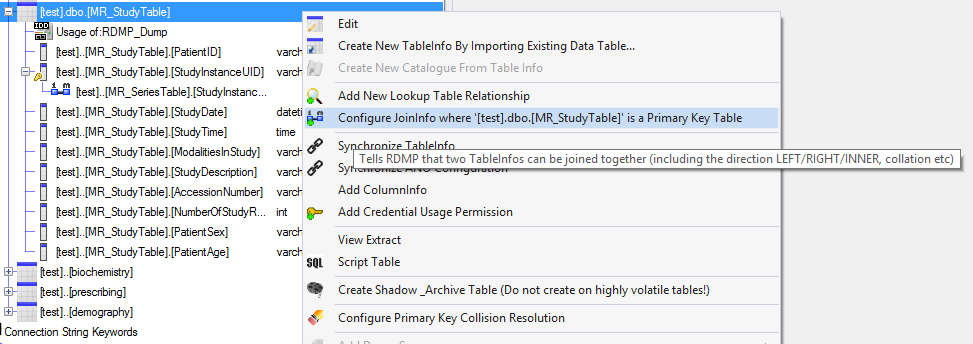 [test].dbo.[MR_StudyTable]
Usage of:RDMP_Dump
[test]..[MR_StudyTable].[PatientID] varch
[test]..[MR_StudyTable].[StudyInstanceUID] varch
[test]..[MR_SeriesTable].[StudyInstanc...
[test]..[MR_StudyTable].[StudyDate] dateti
[test]..[MR_StudyTable].[StudyTime] time
[test]..[MR_StudyTable].[ModalitiesInStudy] varch
[test]..[MR_StudyTable].[StudyDescription] varch
[test]..[MR_StudyTable].[AccessionNumber] varch
[test]..[MR_StudyTable].[NumberOfStudyR... int
[test]..[MR_StudyTable].[PatientSex] varch
[test]..[MR_StudyTable].[PatientAge] varch
[test]..[biochemistry]
[test]..[prescribing]
[test]..[demography]
Connection String Keywords
Edit
Create New TableInfo By Importing Existing Data Table...
Create New Catalogue From Table Info
Add New Lookup Table Relationship
Configure JoinInfo where '[test].dbo.[MR_StudyTable]' is a Primary Key Table
Synchronize TableInfo
Tells RDMP that two TableInfos can be joined together (including the direction LEFT/RIGHT/INNER, collation etc)
Synchronize ANO Configuration
Add ColumnInfo
Add Credential Usage Permission
View Extract
SQL Script Table
Create Shadow _Archive Table (Do not create on highly volatile tables!)
Configure Primary Key Collision Resolution